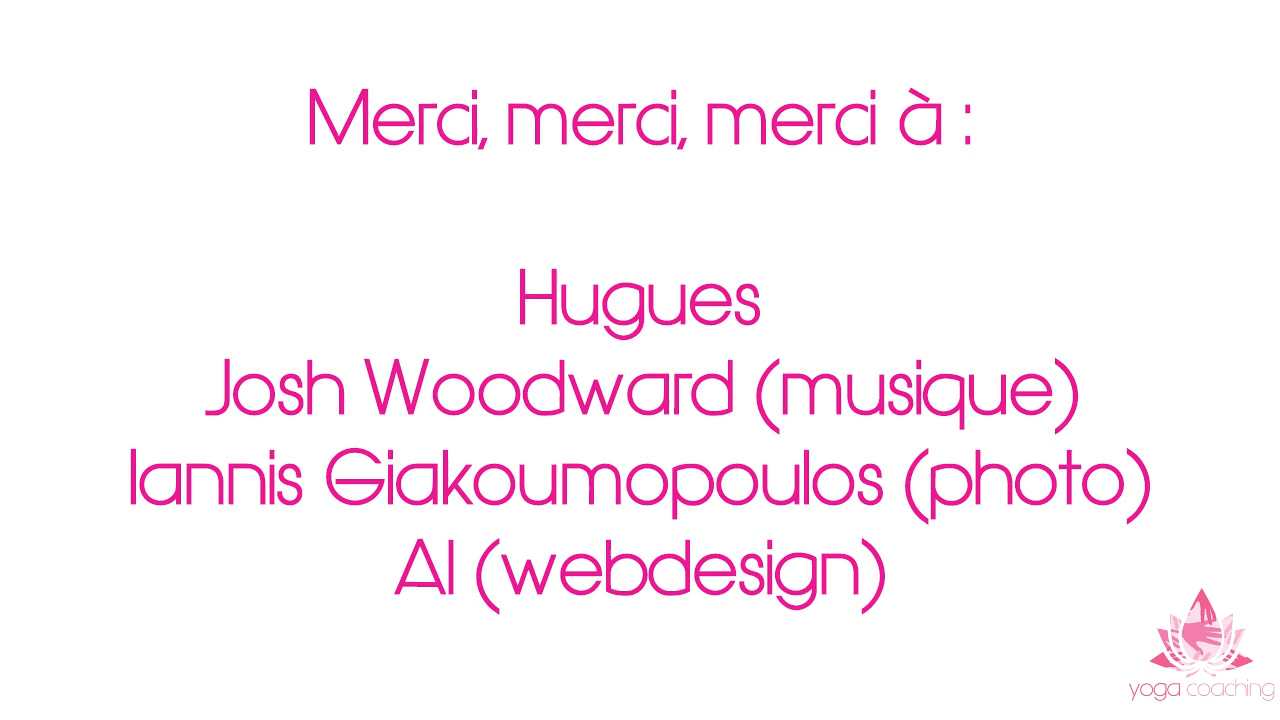 Merci, merci, merci à :
Hugues
Josh Woodward (musique)
Iannis Giakoumopoulos (photo)
Al (webdesign)
yoga coaching